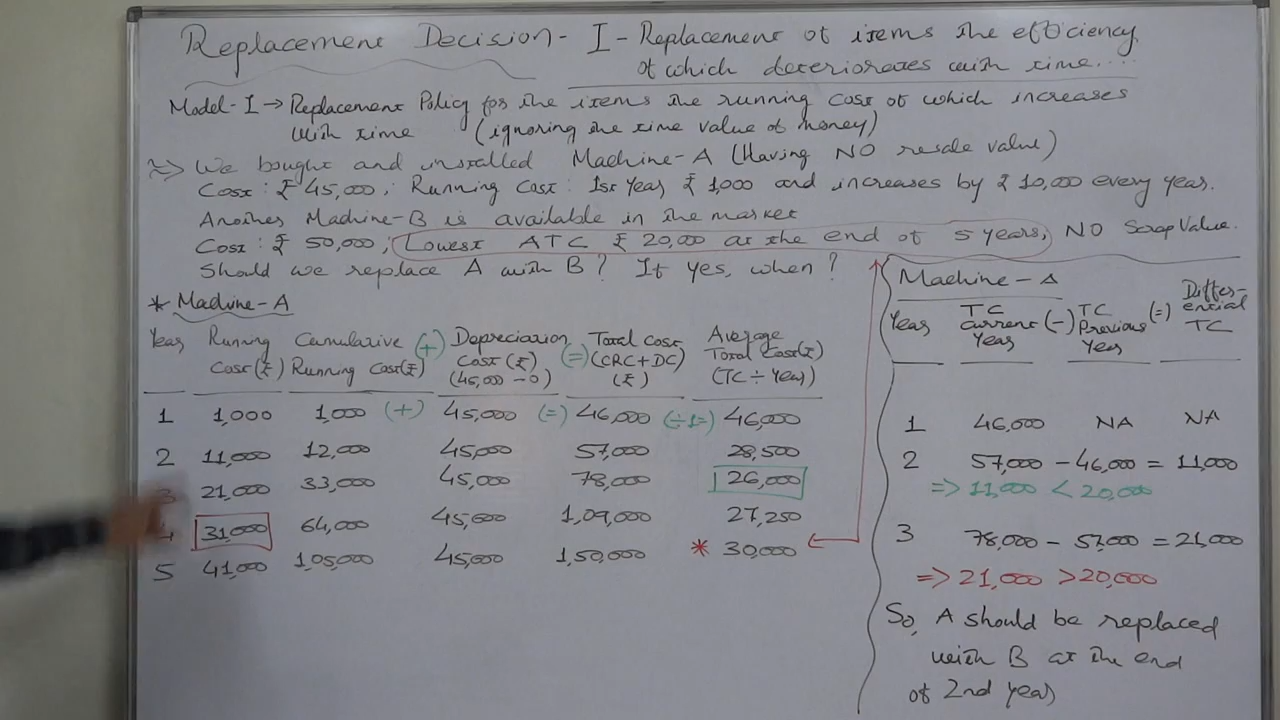 Replacement Decision - I - Replacement of items the efficiency
of which deteriorates with time....
Model-I → Replacement Policy for the items the running cost of which increases
with time (ignoring the time value of money)
≈> We bought and installed Machine-A (Having NO resale value)
Cost: ₹ 45,000; Running Cost: 1st Year ₹ 1,000 and increases by ₹ 10,000 every year.
Another Machine-B is available in the market
Cost: ₹ 50,000; Lowest ATC ₹ 20,000 at the end of 5 years, NO Scrap Value.
Should we replace A with B? If yes, when?
* Machine-A
Year Running Cost (₹) Cumulative Running Cost(₹) (+) Depreciation Cost (₹) (45,000 - 0) (=) Total Cost (CRC + DC) (₹) Average Total Cost(₹) (TC ÷ Year)
1 1,000 1,000 (+) 45,000 (=) 46,000 (÷1=) 46,000
2 11,000 12,000 45,000 57,000 28,500
3 21,000 33,000 45,000 78,000 26,000
4 31,000 64,000 45,000 1,09,000 27,250
5 41,000 1,05,000 45,000 1,50,000 * 30,000
Machine - A
Year TC Current Year (-) TC Previous Year (=) Differ-ential TC
1 46,000 NA NA
2 57,000 - 46,000 = 11,000
=> 11,000 < 20,000
3 78,000 - 57,000 = 21,000
=> 21,000 > 20,000
So, A should be replaced
with B at the end
of 2nd year